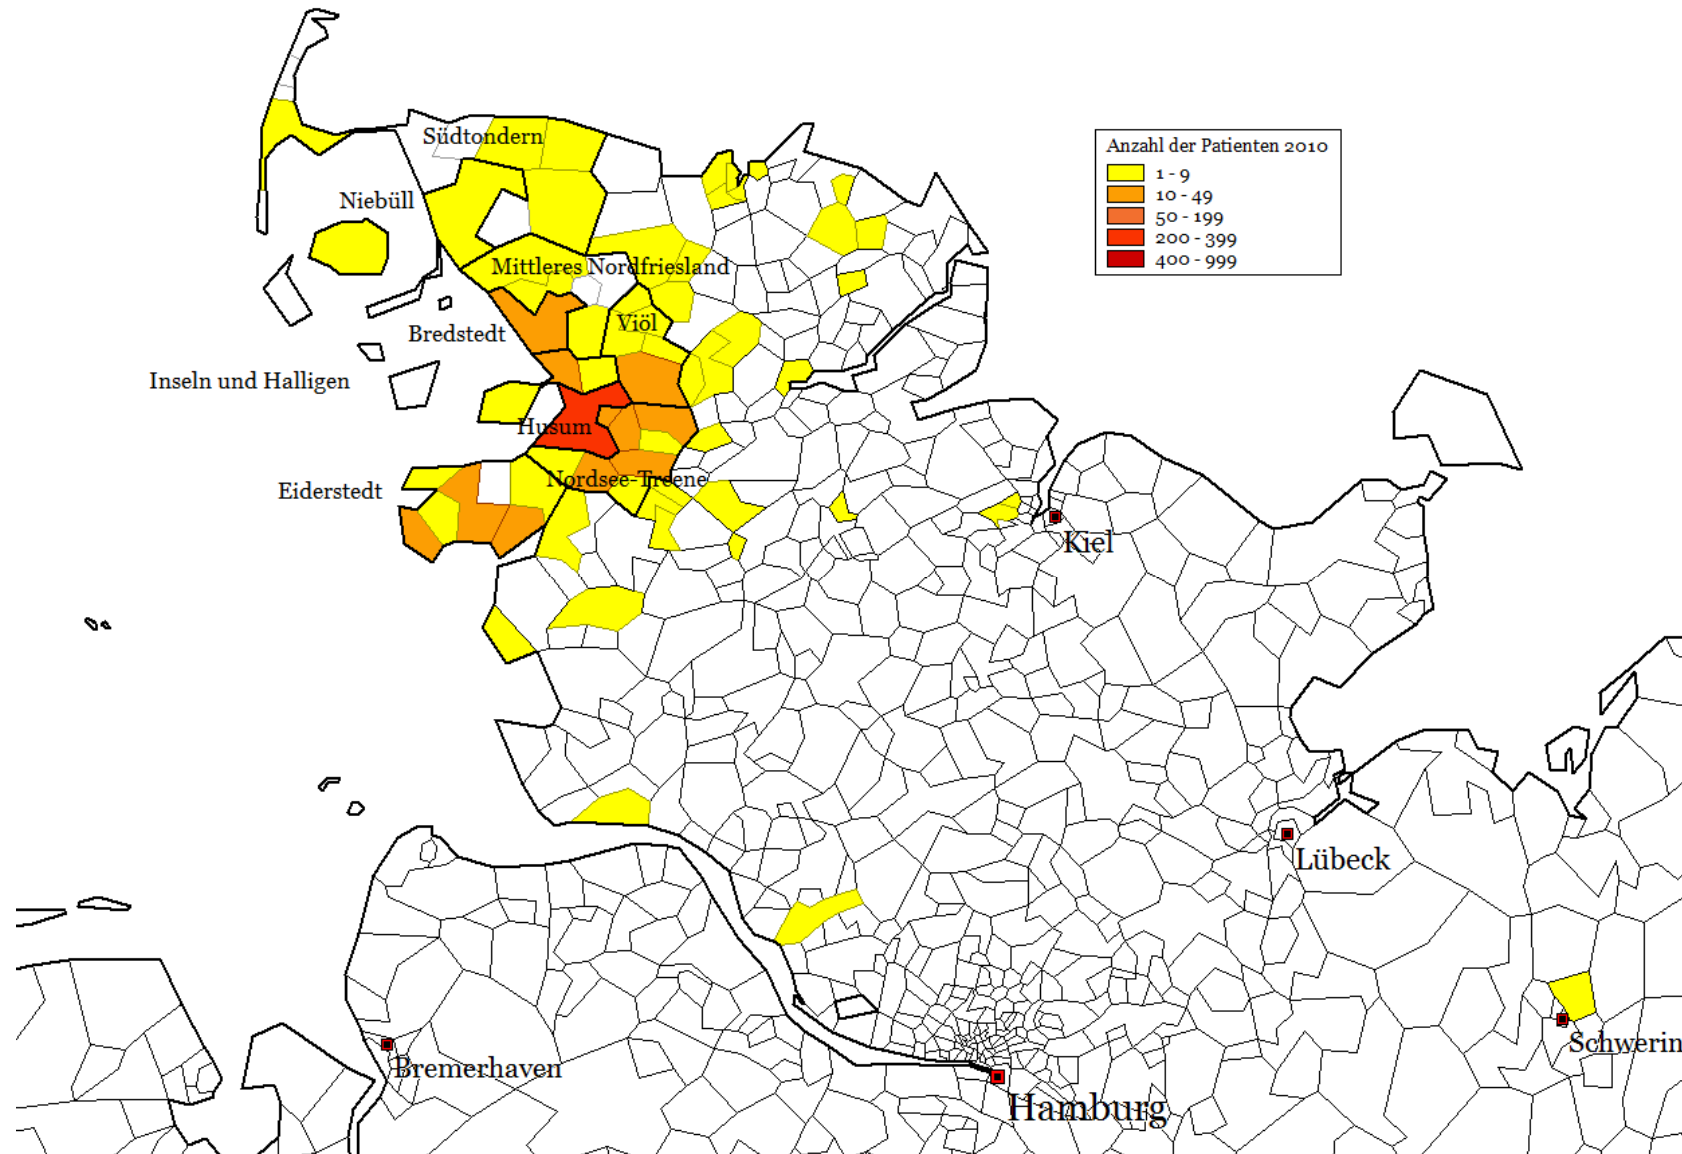 Südtondern
Anzahl der Patienten 2010
1 - 9
10 - 49
50 - 199
200 - 399
400 - 999
Niebüll
Mittleres Nordfriesland
Viöl
Bredstedt
Inseln und Halligen
Husum
Nordsee-Treene
Eiderstedt
Kiel
Lübeck
Schwerin
Bremerhaven
Hamburg